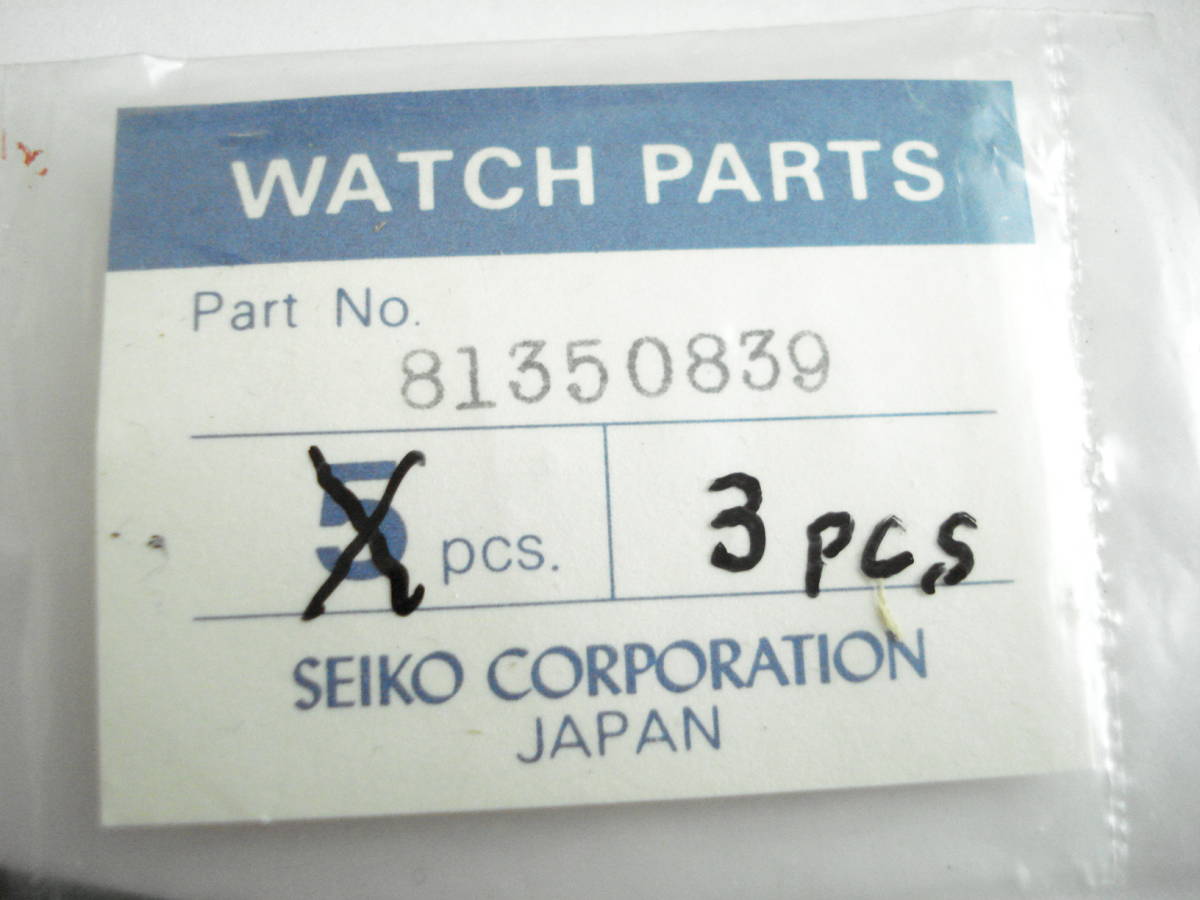 WATCH PARTS
Part No.
81350839
5 pcs. 3 pcs
SEIKO CORPORATION
JAPAN